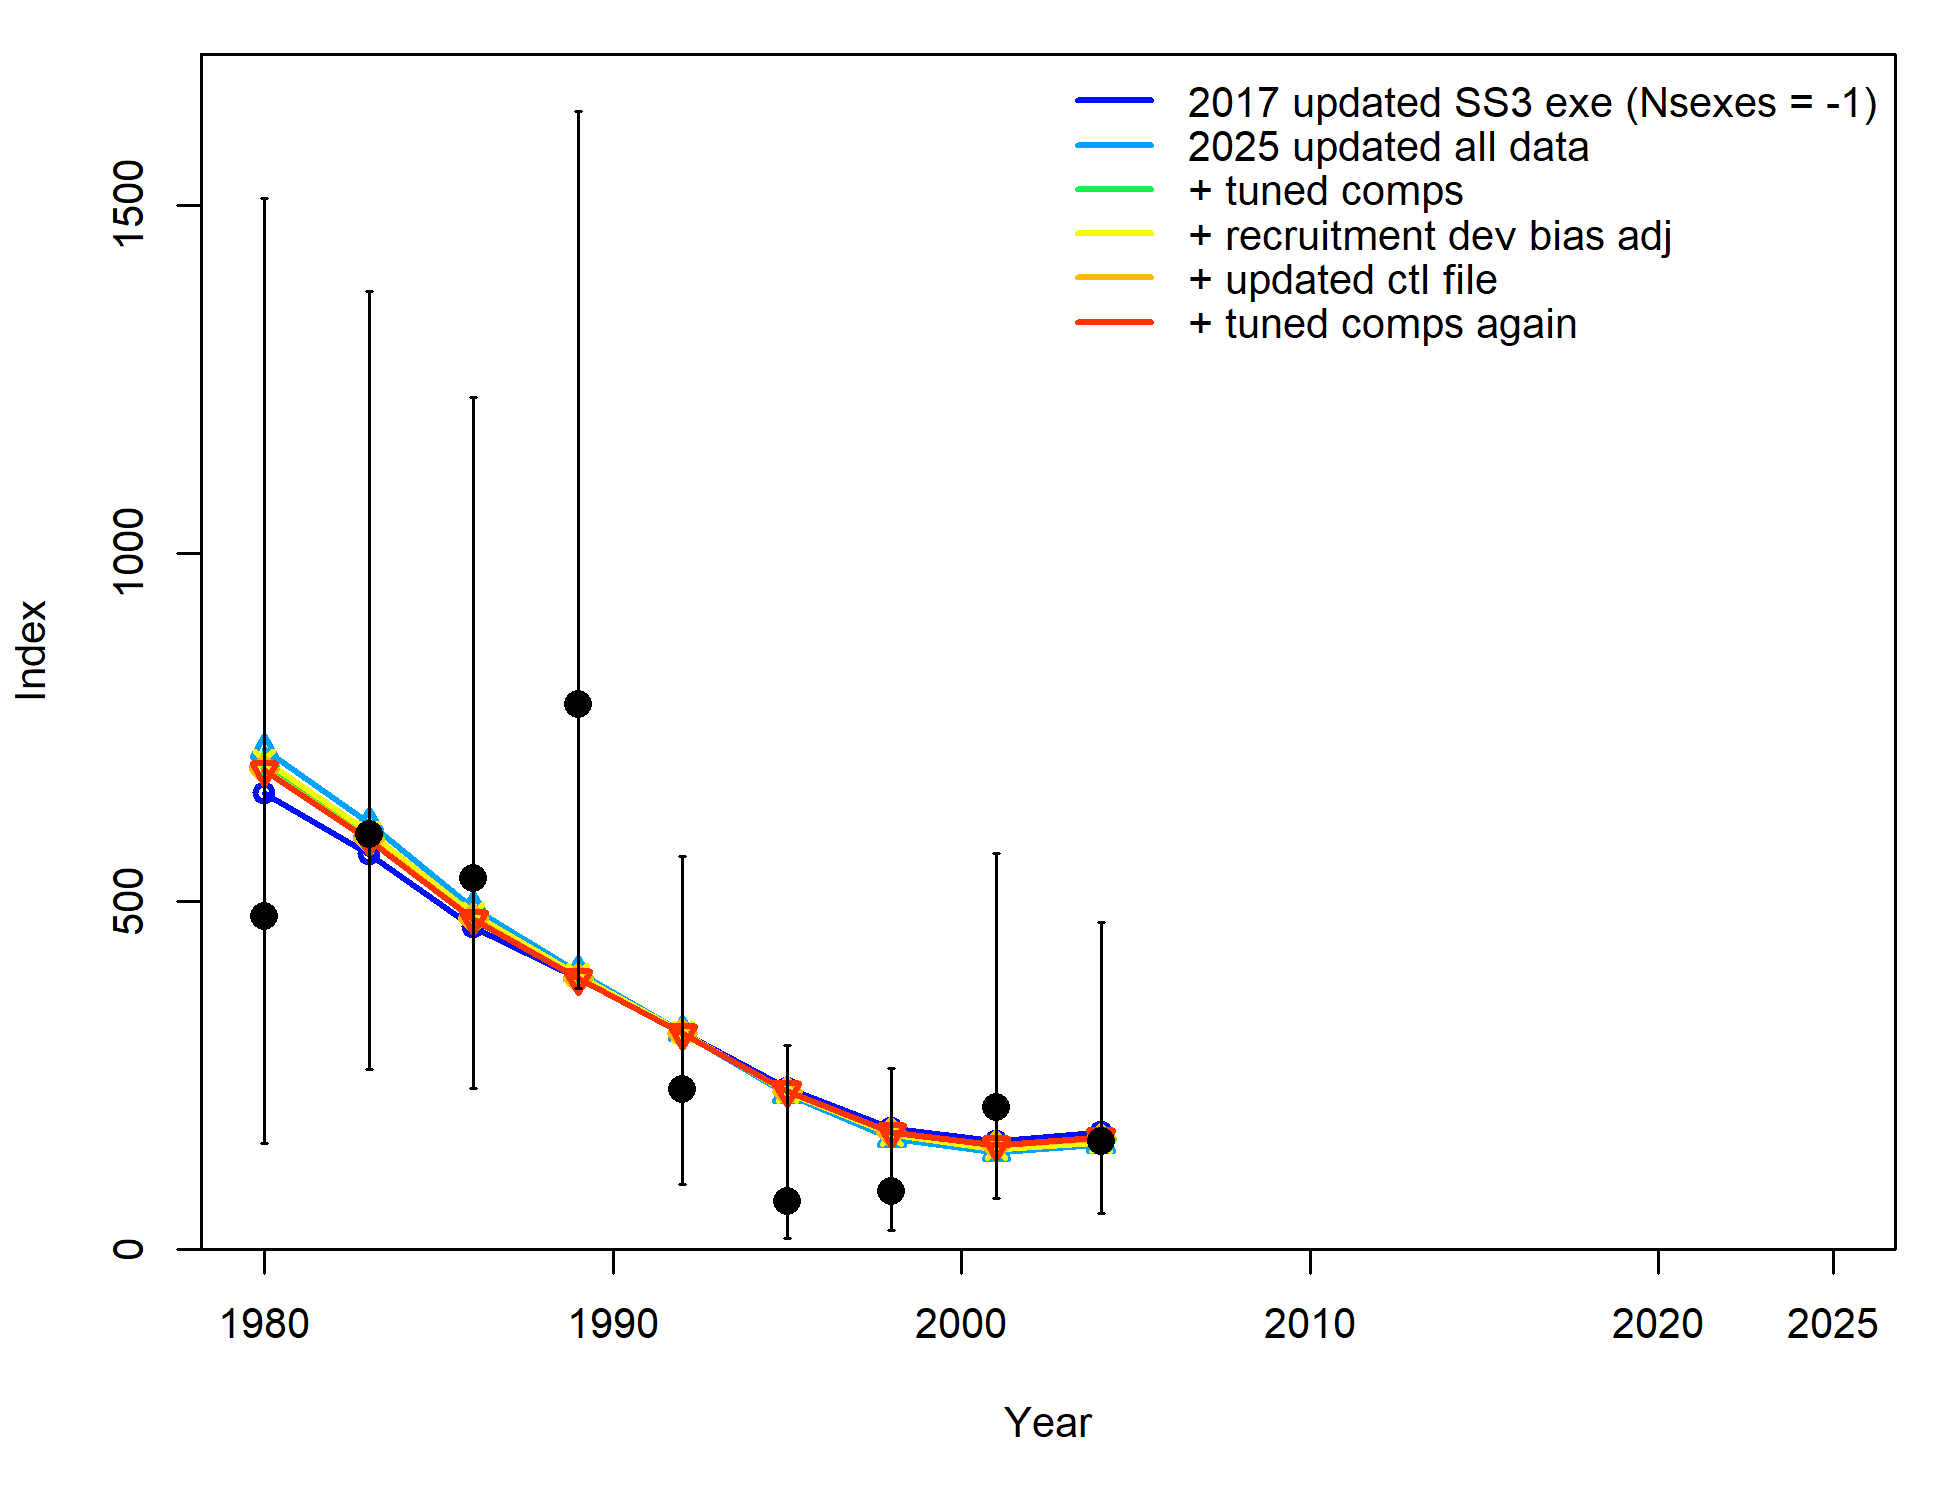 2017 updated SS3 exe (Nsexes = -1)
2025 updated all data
+ tuned comps
+ recruitment dev bias adj
+ updated ctl file
+ tuned comps again
1500
1000
500
0
Index
1980 1990 2000 2010 2020 2025
Year